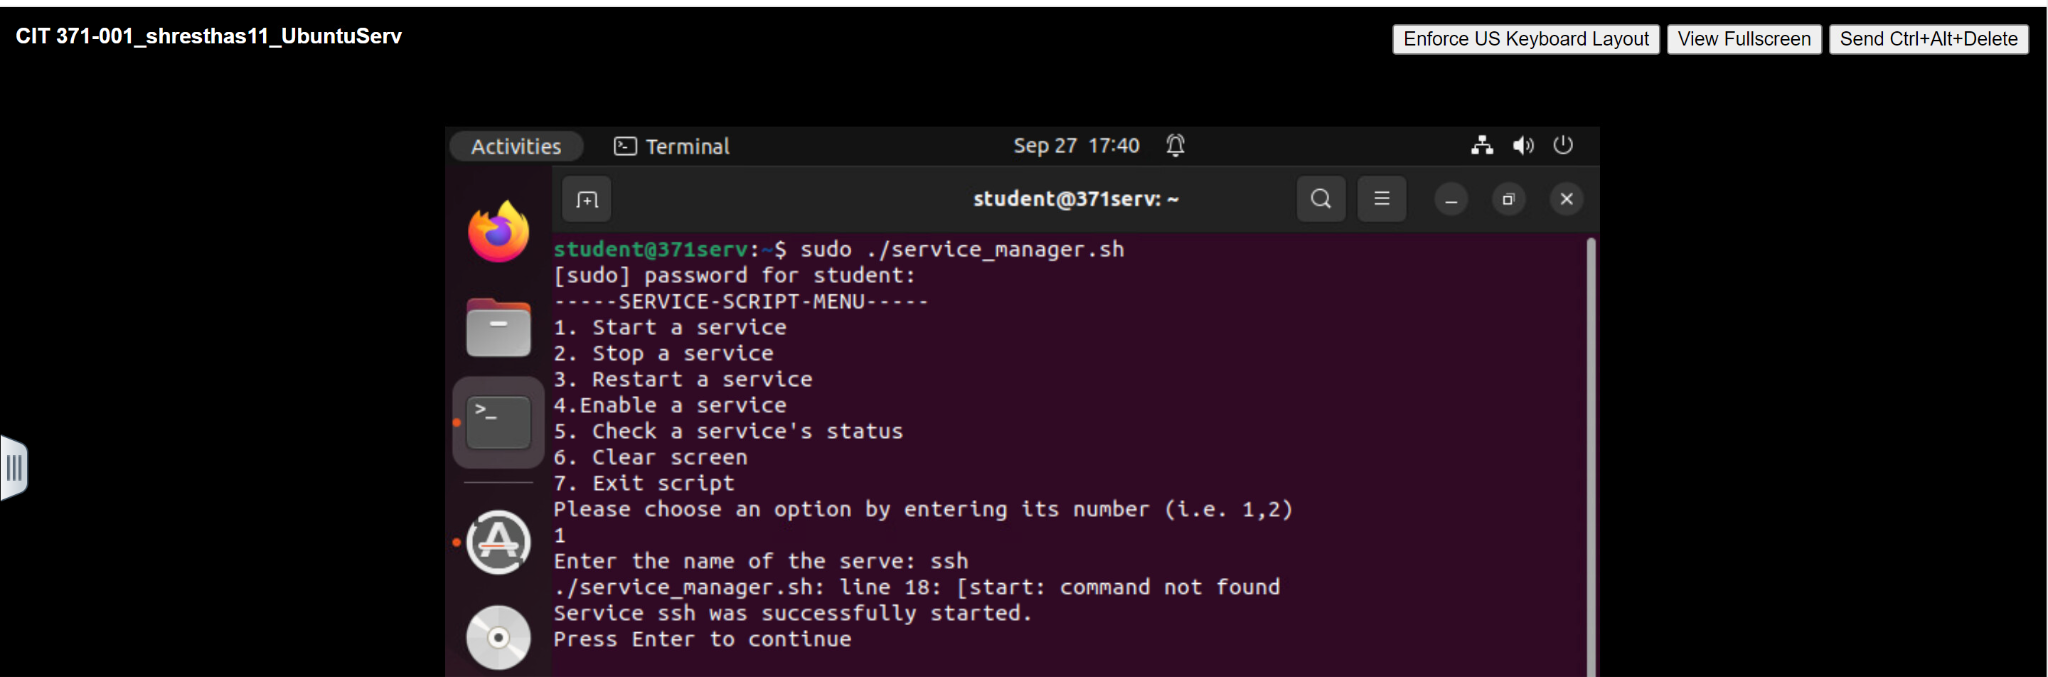 CIT 371-001_shresthas11_UbuntuServ
Enforce US Keyboard Layout
View Fullscreen
Send Ctrl+Alt+Delete
Activities
Terminal
Sep 27 17:40
student@371serv: ~
student@371serv:~$ sudo ./service_manager.sh
[sudo] password for student:
-----SERVICE-SCRIPT-MENU-----
1. Start a service
2. Stop a service
3. Restart a service
4.Enable a service
5. Check a service's status
6. Clear screen
7. Exit script
Please choose an option by entering its number (i.e. 1,2)
1
Enter the name of the serve: ssh
./service_manager.sh: line 18: [start: command not found
Service ssh was successfully started.
Press Enter to continue